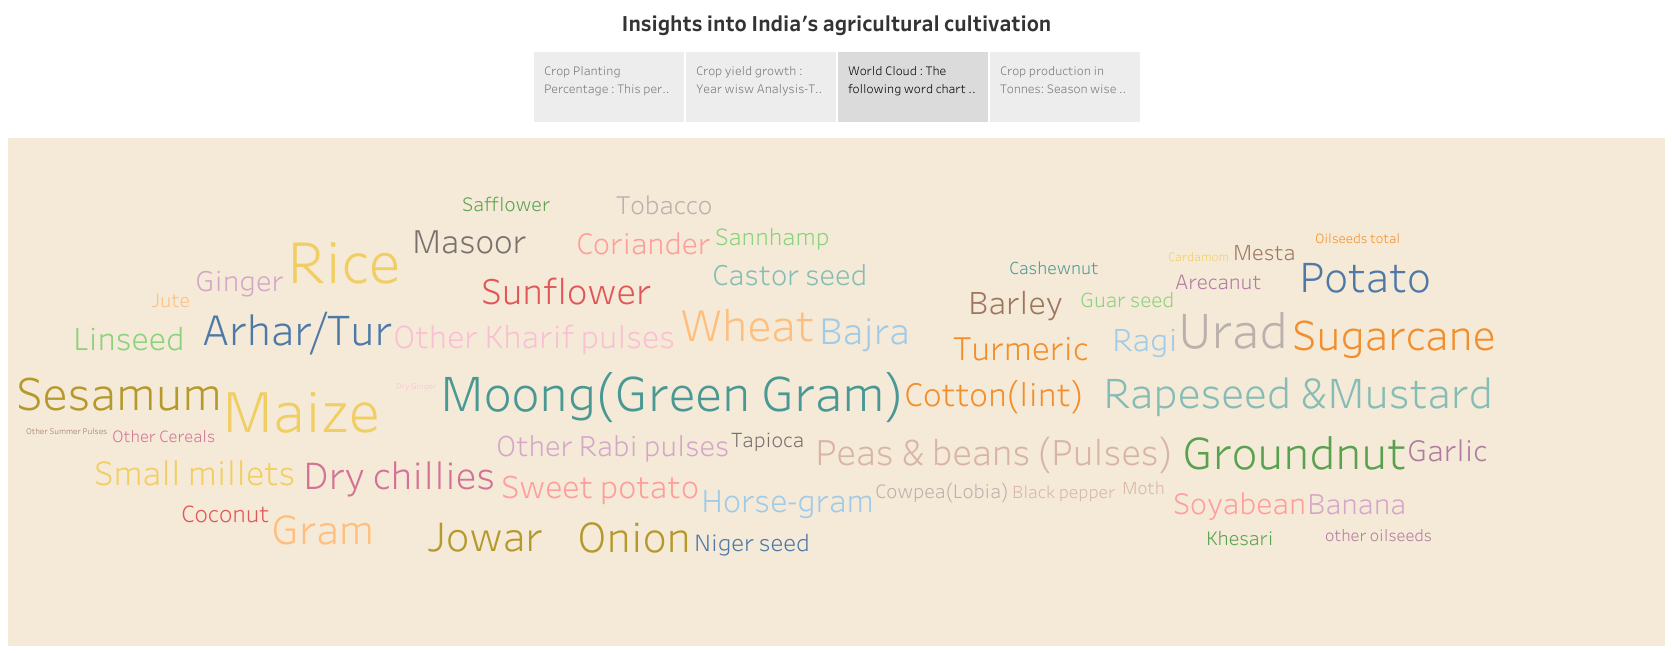 Insights into India's agricultural cultivation
Crop Planting
Percentage : This per..
Crop yield growth :
Year wisw Analysis-T..
World Cloud : The
following word chart ..
Crop production in
Tonnes: Season wise ..
Safflower
Tobacco
Masoor
Coriander
Sannhamp
Oilseeds total
Rice
Ginger
Jute
Sunflower
Castor seed
Cashewnut
Cardamom
Mesta
Arecanut
Potato
Barley
Guar seed
Linseed
Arhar/Tur
Other Kharif pulses
Wheat
Bajra
Turmeric
Ragi
Urad
Sugarcane
Sesamum
Maize
Dry Ginger
Moong(Green Gram)
Cotton(lint)
Rapeseed &Mustard
Other Summer Pulses
Other Cereals
Other Rabi pulses
Tapioca
Peas & beans (Pulses)
Groundnut
Garlic
Small millets
Dry chillies
Sweet potato
Horse-gram
Cowpea(Lobia)
Black pepper
Moth
Soyabean
Banana
Coconut
Gram
Jowar
Onion
Niger seed
Khesari
other oilseeds